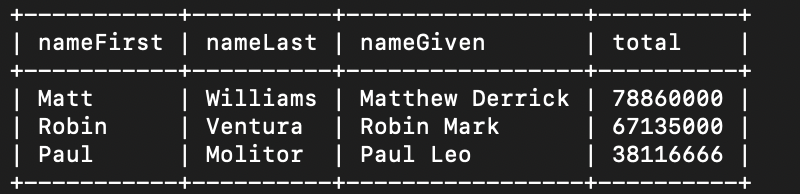 +-----------+----------+-----------------+----------+
| nameFirst | nameLast | nameGiven       | total    |
+-----------+----------+-----------------+----------+
| Matt      | Williams | Matthew Derrick | 78860000 |
| Robin     | Ventura  | Robin Mark      | 67135000 |
| Paul      | Molitor  | Paul Leo        | 38116666 |
+-----------+----------+-----------------+----------+